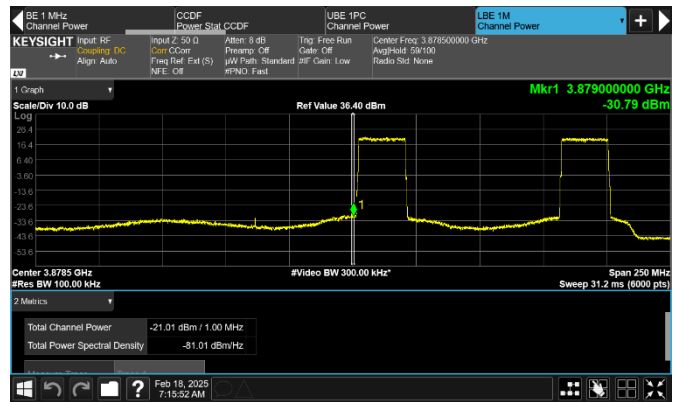 BE 1 MHz
Channel Power
CCDF
Power Stat CCDF
UBE 1PC
Channel Power
LBE 1M
Channel Power
KEYSIGHT
Input: RF
Coupling: DC
Align: Auto
Input Z: 50 Ω
Corr CCorr
Freq Ref: Ext (S)
NFE: Off
Atten: 8 dB
Preamp: Off
µW Path: Standard
#PNO: Fast
Trig: Free Run
Gate: Off
#IF Gain: Low
Center Freq: 3.878500000 GHz
Avg|Hold: 59/100
Radio Std: None
LXI
1 Graph
Mkr1 3.879000000 GHz
Scale/Div 10.0 dB
Ref Value 36.40 dBm
-30.79 dBm
Log
26.4
16.4
6.40
-3.60
-13.6
-23.6
-33.6
-43.6
-53.6
1
Center 3.8785 GHz
#Video BW 300.00 kHz*
Span 250 MHz
#Res BW 100.00 kHz
Sweep 31.2 ms (6000 pts)
2 Metrics
Total Channel Power
-21.01 dBm / 1.00 MHz
Total Power Spectral Density
-81.01 dBm/Hz
?
Feb 18, 2025
7:15:52 AM